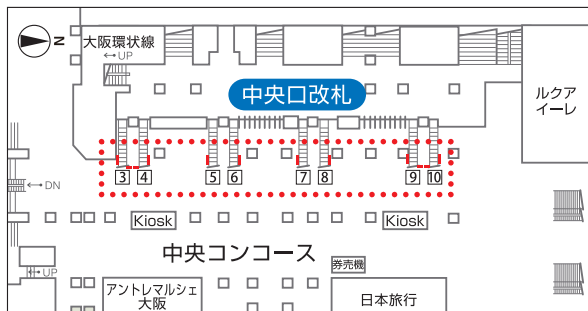 N
大阪環状線
←UP
中央口改札
ルクア
イーレ
3 4 5 6 7 8 9 10
←DN
Kiosk
Kiosk
中央コンコース
券売機
←UP
アントレマルシェ
大阪
日本旅行